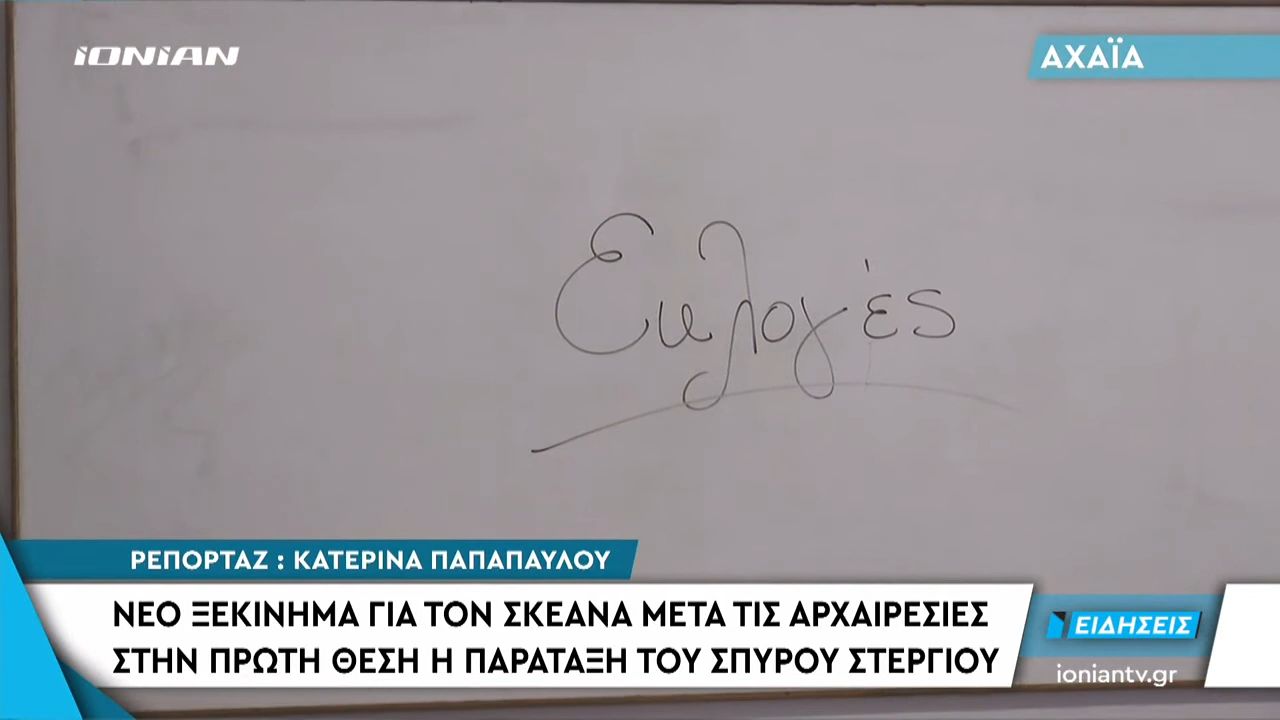 IONIAN
ΑΧΑΪΑ
Εκλογές
ΡΕΠΟΡΤΑΖ : ΚΑΤΕΡΙΝΑ ΠΑΠΑΠΑΥΛΟΥ
ΝΕΟ ΞΕΚΙΝΗΜΑ ΓΙΑ ΤΟΝ ΣΚΕΑΝΑ ΜΕΤΑ ΤΙΣ ΑΡΧΑΙΡΕΣΙΕΣ
ΣΤΗΝ ΠΡΩΤΗ ΘΕΣΗ Η ΠΑΡΑΤΑΞΗ ΤΟΥ ΣΠΥΡΟΥ ΣΤΕΡΓΙΟΥ
ΕΙΔΗΣΕΙΣ
ioniantv.gr